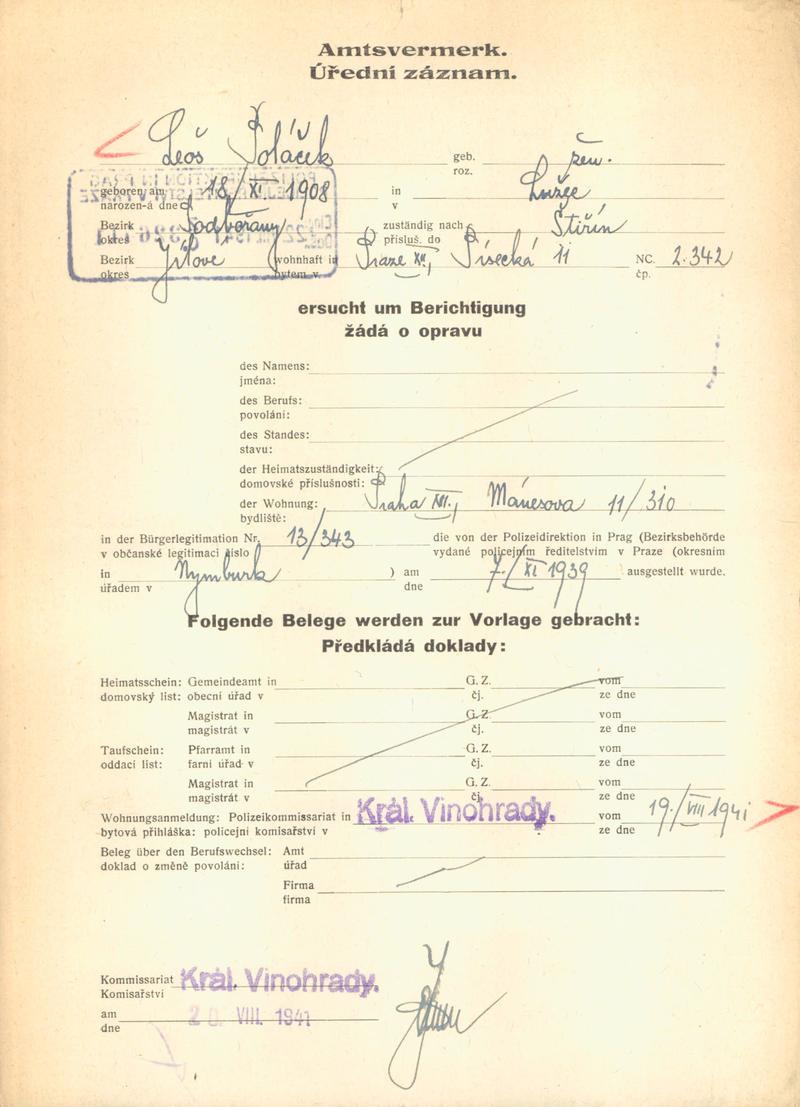 Amtsvermerk.
Úřední záznam.
Leoš Poláček geb. žen.
roz.
geboren am 18/XI. 1908 in Lužce
narozen-á dne v
Bezirk Podbořany zuständig nach Štiřín
okres přísluš. do
Bezirk Jílové wohnhaft in Praze XII, Písecká 11 NC. 2.342
okres bytem v čp.
ersucht um Berichtigung
žádá o opravu
des Namens:
jména:
des Berufs:
povolání:
des Standes:
stavu:
der Heimatszuständigkeit:
domovské příslušnosti:
der Wohnung: Praha XII, Mánesova 11/310
bydliště:
in der Bürgerlegitimation Nr. 13/343 die von der Polizeidirektion in Prag (Bezirksbehörde
v občanské legitimaci číslo vydané policejním ředitelstvím v Praze (okresním
in Nymburk ) am 7./XI 1939 ausgestellt wurde.
úřadem v dne
Folgende Belege werden zur Vorlage gebracht:
Předkládá doklady:
Heimatsschein: Gemeindeamt in G. Z. vom
domovský list: obecní úřad v čj. ze dne
Magistrat in G. Z. vom
magistrát v čj. ze dne
Taufschein: Pfarramt in G. Z. vom
oddací list: farní úřad v čj. ze dne
Magistrat in G. Z. vom
magistrát v čj. ze dne
Wohnungsanmeldung: Polizeikommissariat in Král. Vinohrady. vom 19./VIII 1941
bytová přihláška: policejní komisařství v ze dne
Beleg über den Berufswechsel: Amt
doklad o změně povolání: úřad
Firma
firma
Kommissariat Král. Vinohrady.
Komisařství
am 20. VIII. 1941
dne